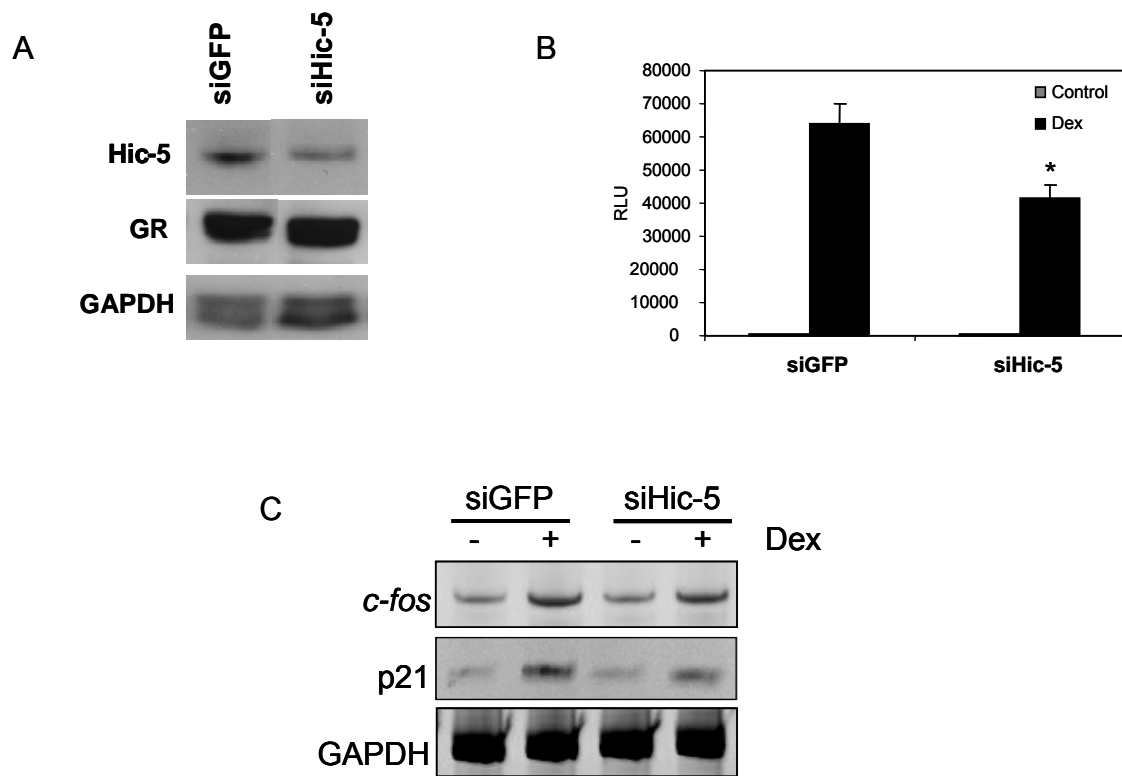 A
siGFP
siHic-5
Hic-5
GR
GAPDH
B
80000
70000
60000
50000
40000
30000
20000
10000
0
RLU
Control
Dex
*
siGFP
siHic-5
C
siGFP
siHic-5
- + - + Dex
c-fos
p21
GAPDH